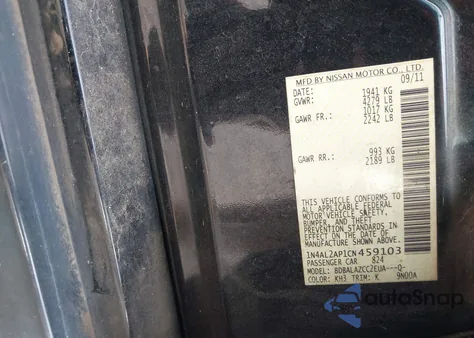 MFD BY NISSAN MOTOR CO., LTD.
DATE: 09/11
GVWR: 1941 KG
4279 LB
GAWR FR.: 1017 KG
2242 LB
GAWR RR.: 993 KG
2189 LB
THIS VEHICLE CONFORMS TO
ALL APPLICABLE FEDERAL
MOTOR VEHICLE SAFETY,
BUMPER, AND THEFT
PREVENTION STANDARDS IN
EFFECT ON THE DATE OF
MANUFACTURE SHOWN ABOVE.
1N4AL2AP1CN459103
PASSENGER CAR 824
MODEL: BDBALAZCC2EUA---Q-
COLOR: KH3 TRIM: K 9N00A
autoSnap